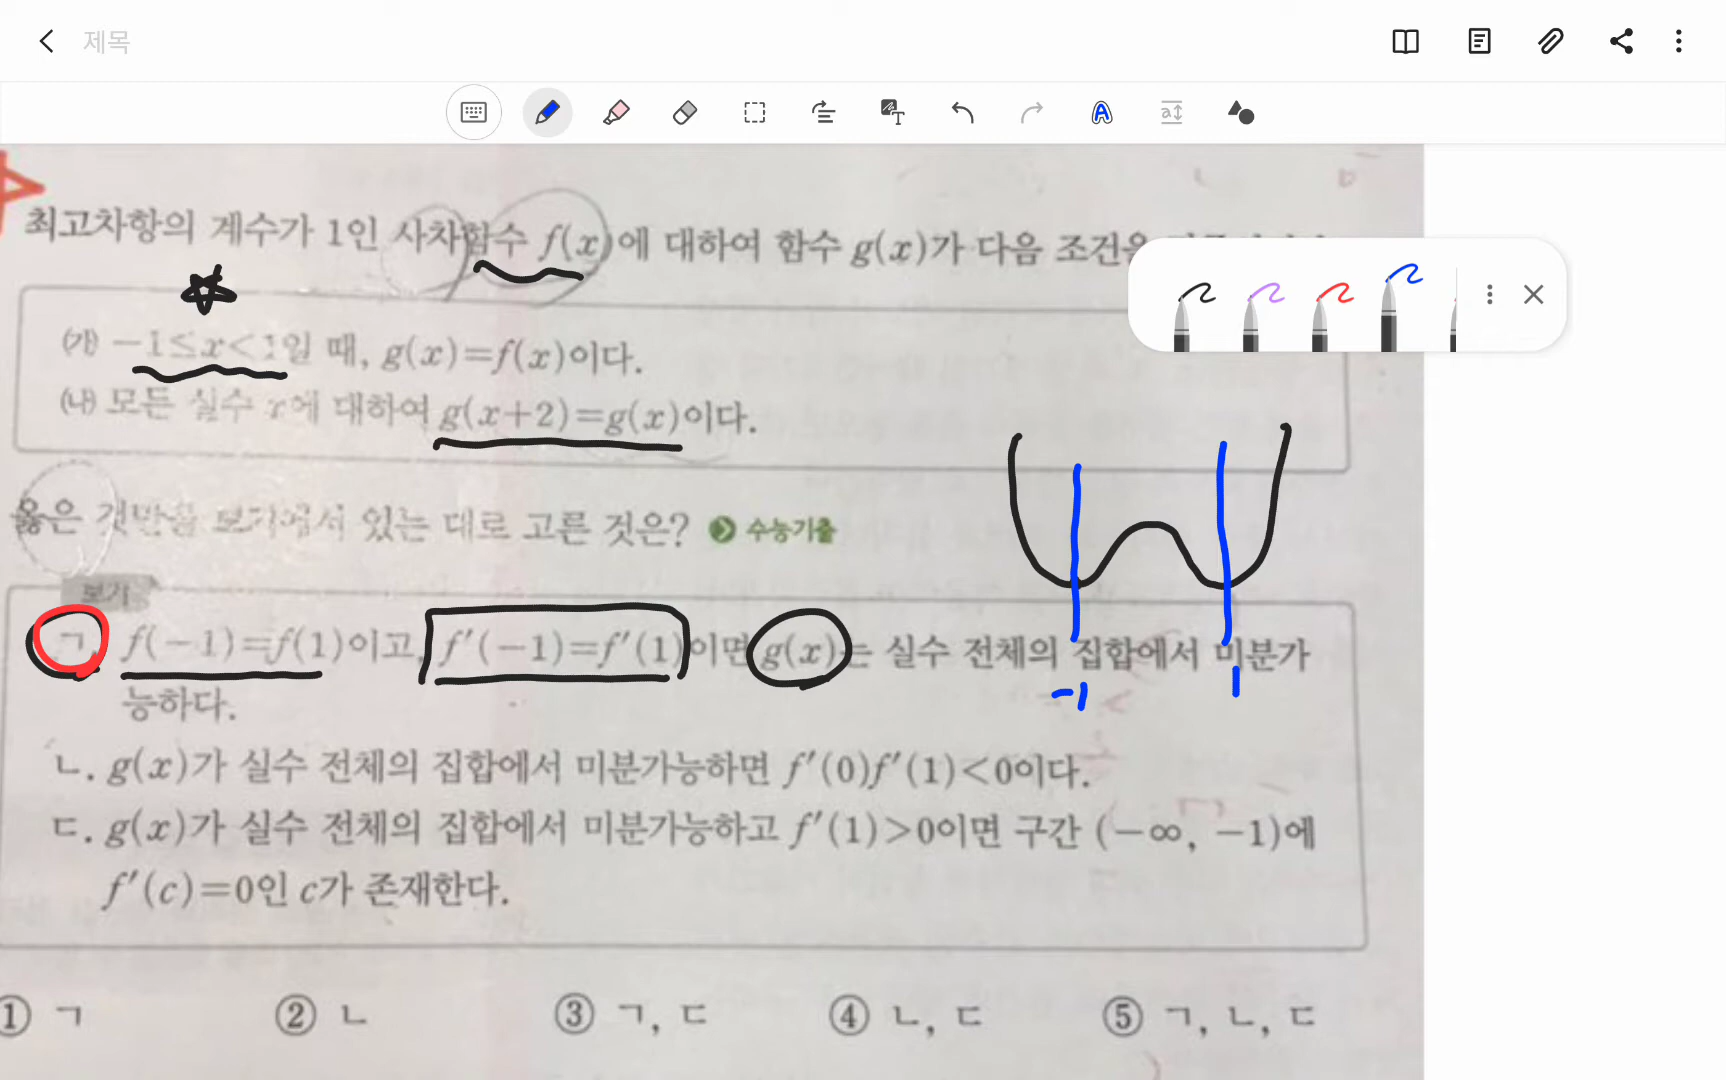 제목
최고차항의 계수가 1인 사차함수 f(x)에 대하여 함수 g(x)가 다음 조건을
(가) -1≤x<1일 때, g(x)=f(x)이다.
(나) 모든 실수 x에 대하여 g(x+2)=g(x)이다.
옳은 것만을 보기에서 있는 대로 고른 것은? 수능기출
보기
ㄱ. f(-1)=f(1)이고, f′(-1)=f′(1)이면 g(x)는 실수 전체의 집합에서 미분가
능하다.
-1 1
ㄴ. g(x)가 실수 전체의 집합에서 미분가능하면 f′(0)f′(1)<0이다.
ㄷ. g(x)가 실수 전체의 집합에서 미분가능하고 f′(1)>0이면 구간 (-∞, -1)에
f′(c)=0인 c가 존재한다.
① ㄱ ② ㄴ ③ ㄱ, ㄷ ④ ㄴ, ㄷ ⑤ ㄱ, ㄴ, ㄷ